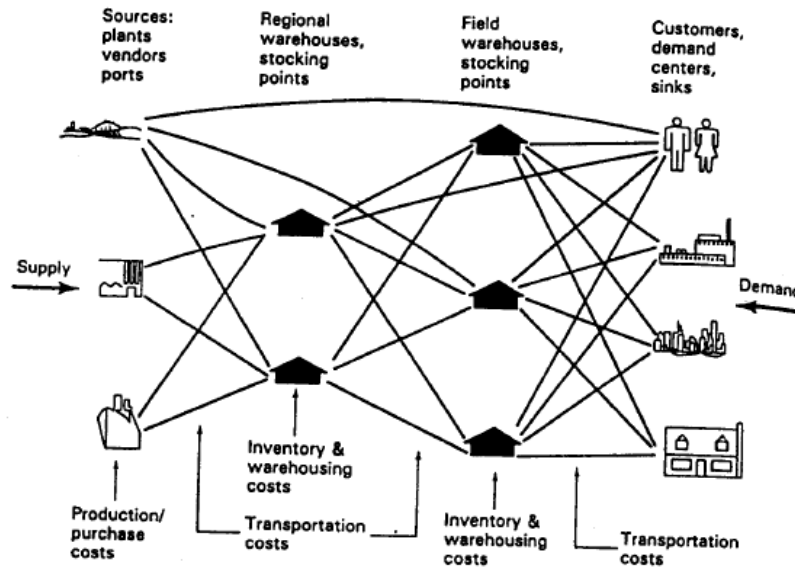 Sources:
plants
vendors
ports
Regional
warehouses,
stocking
points
Field
warehouses,
stocking
points
Customers,
demand
centers,
sinks
Supply
Demand
Inventory &
warehousing
costs
Production/
purchase
costs
Transportation
costs
Inventory &
warehousing
costs
Transportation
costs